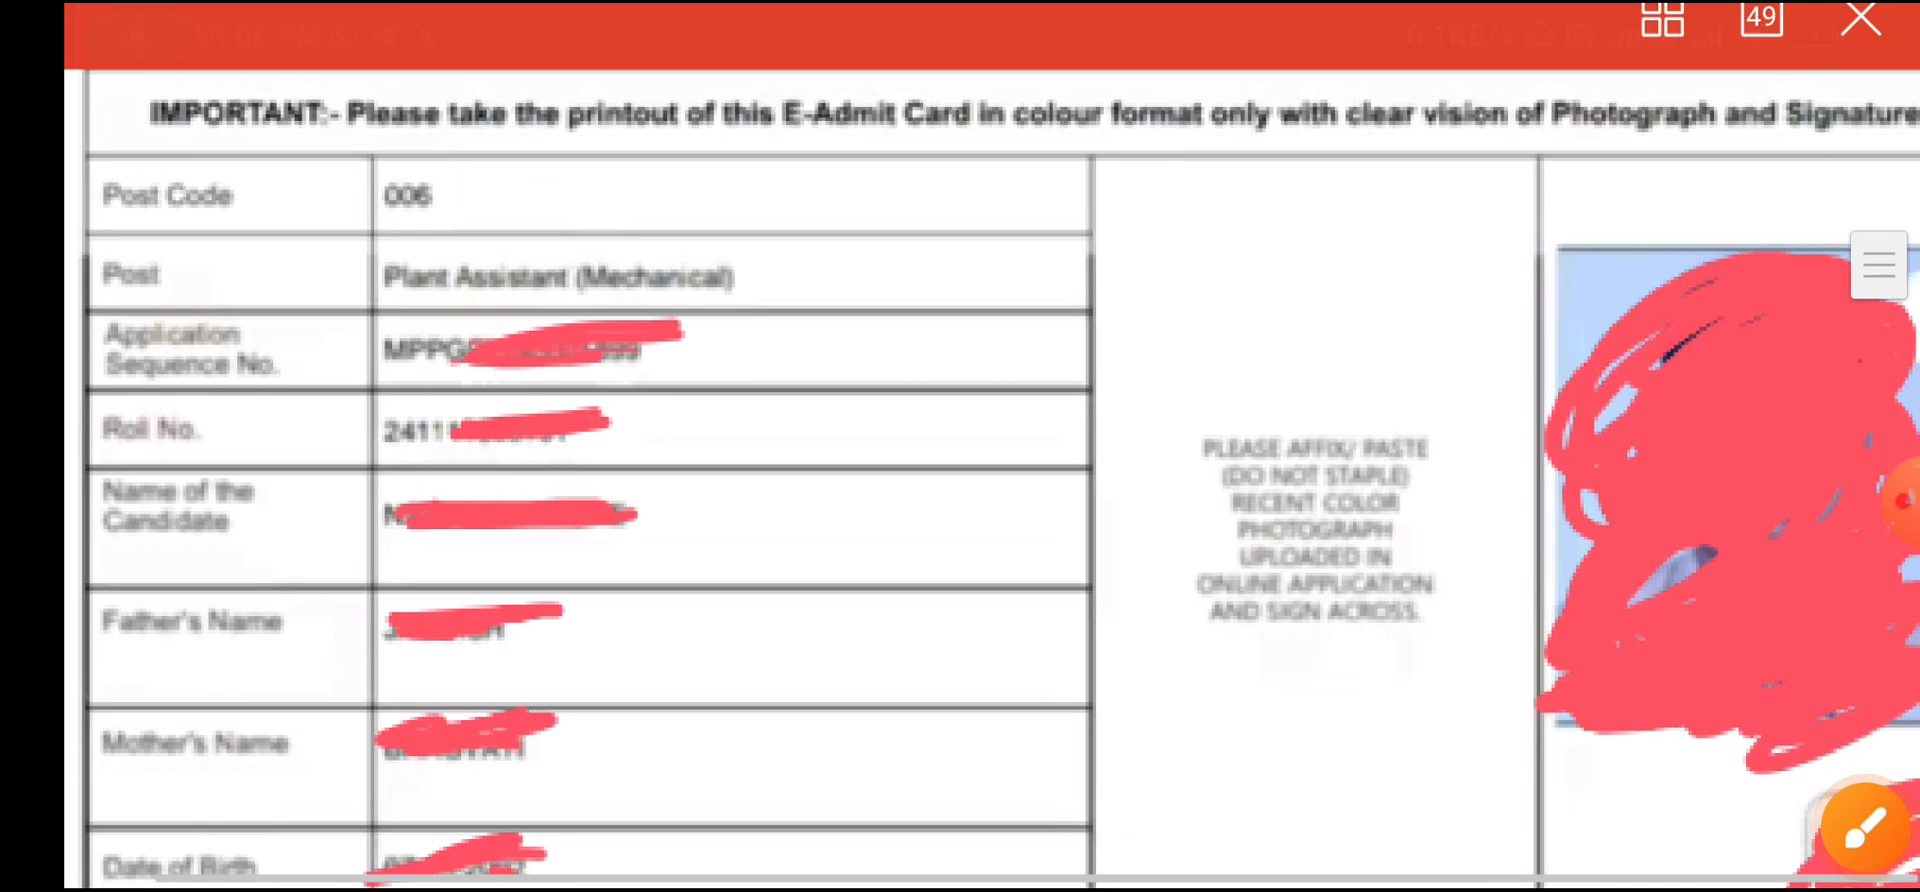 49
IMPORTANT:- Please take the printout of this E-Admit Card in colour format only with clear vision of Photograph and Signature
Post Code 006
Post Plant Assistant (Mechanical)
Application
Sequence No.
Roll No.
Name of the
Candidate
Father's Name
Mother's Name
Date of Birth
PLEASE AFFIX/ PASTE
(DO NOT STAPLE)
RECENT COLOR
PHOTOGRAPH
UPLOADED IN
ONLINE APPLICATION
AND SIGN ACROSS.